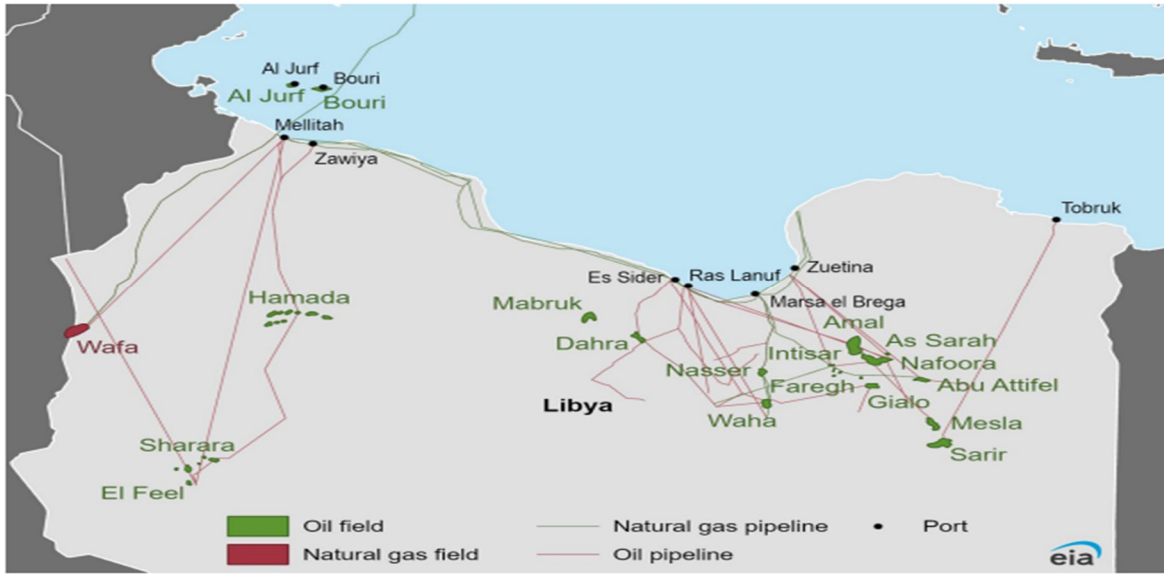 Al Jurf
Bouri
Al Jurf
Bouri
Mellitah
Zawiya
Tobruk
Es Sider
Ras Lanuf
Zuetina
Marsa el Brega
Hamada
Mabruk
Wafa
Dahra
Amal
As Sarah
Intisar
Nafoora
Nasser
Faregh
Abu Attifel
Gialo
Libya
Waha
Mesla
Sarir
Sharara
El Feel
Oil field
Natural gas pipeline
Port
Natural gas field
Oil pipeline
eia